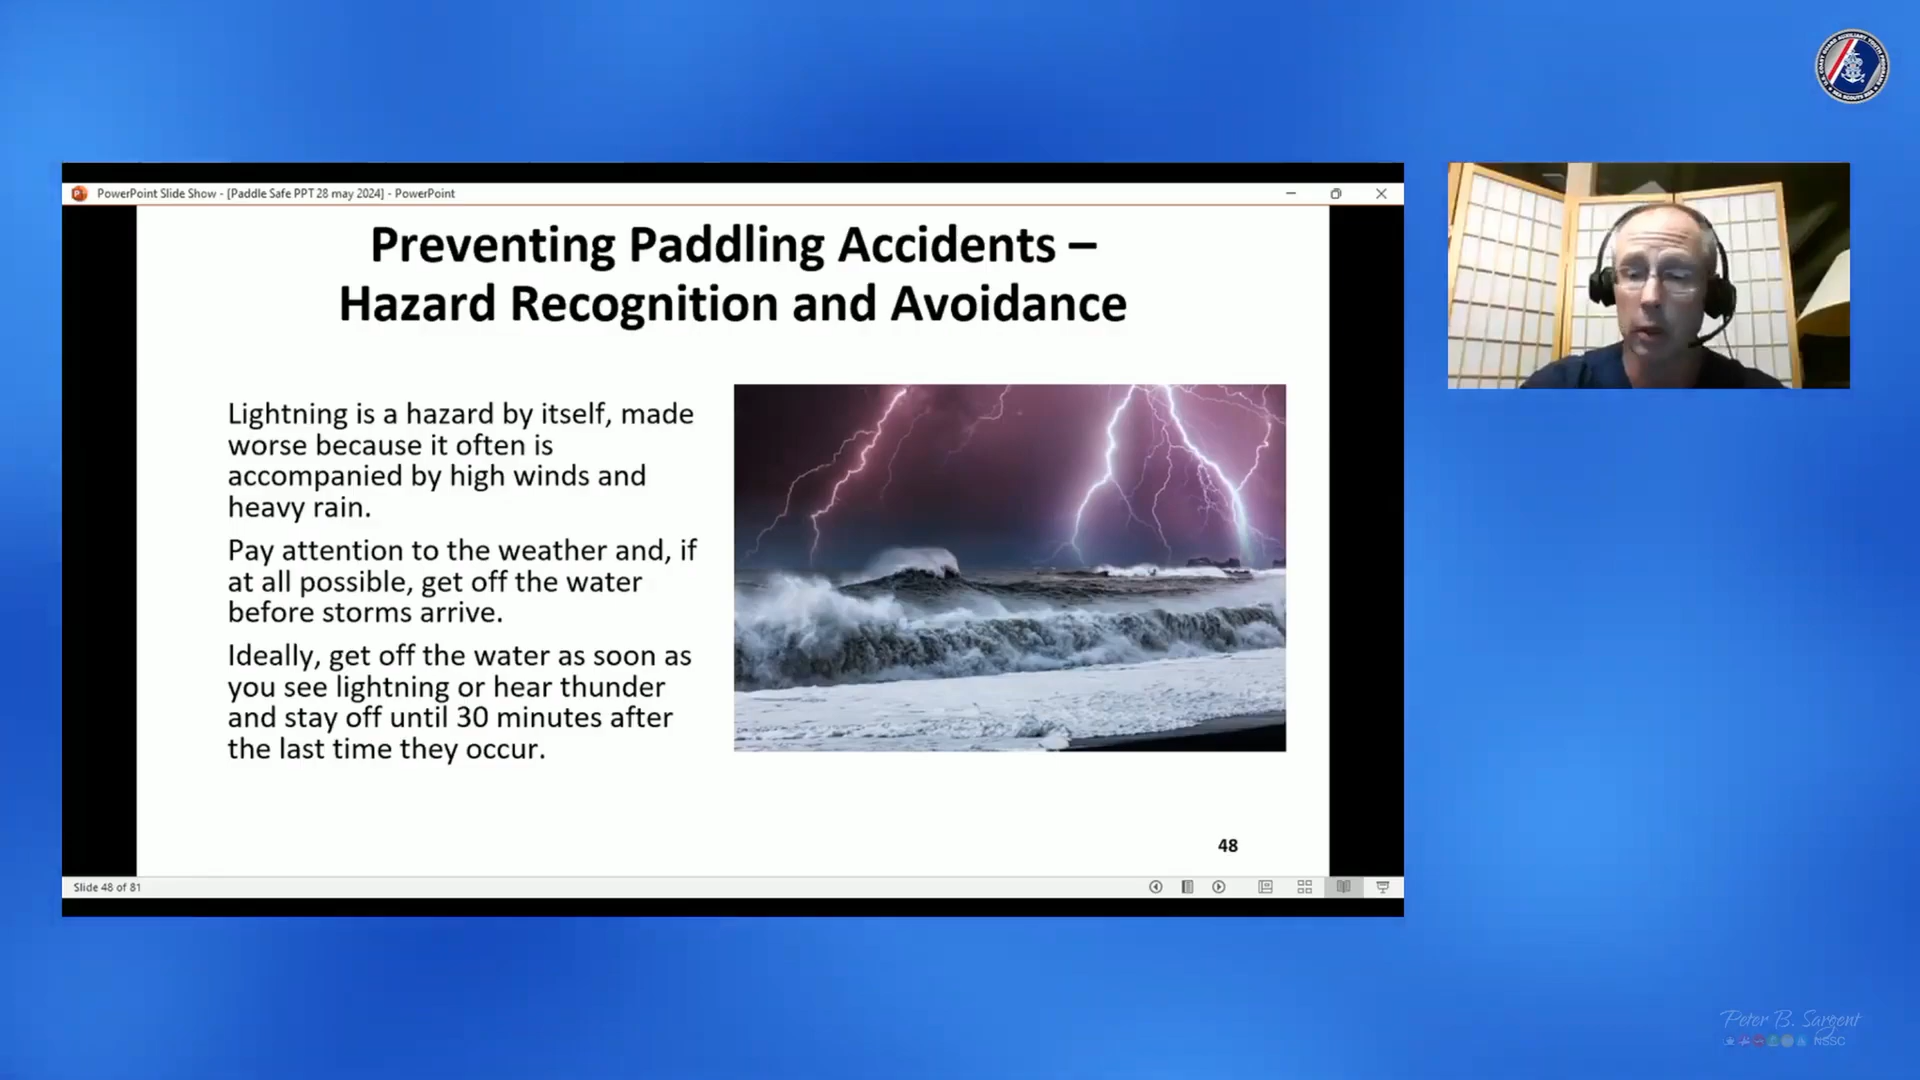 PowerPoint Slide Show - [Paddle Safe PPT 28 may 2024] - PowerPoint
Preventing Paddling Accidents –
Hazard Recognition and Avoidance
Lightning is a hazard by itself, made
worse because it often is
accompanied by high winds and
heavy rain.
Pay attention to the weather and, if
at all possible, get off the water
before storms arrive.
Ideally, get off the water as soon as
you see lightning or hear thunder
and stay off until 30 minutes after
the last time they occur.
48
Slide 48 of 81
Peter B. Sargent
NSSC